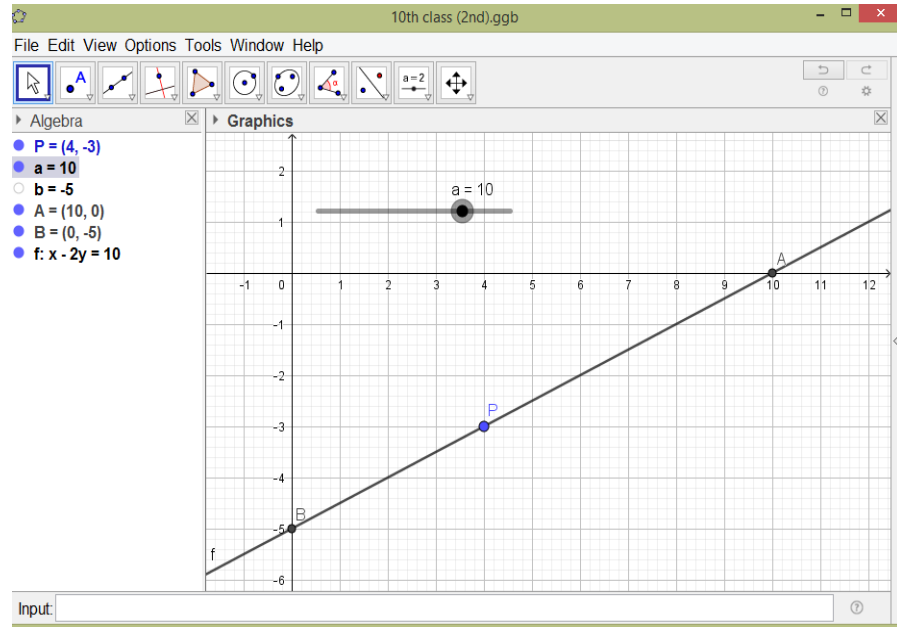 10th class (2nd).ggb
File Edit View Options Tools Window Help
A
α
a=2
Algebra
Graphics
P = (4, -3)
a = 10
b = -5
A = (10, 0)
B = (0, -5)
f: x - 2y = 10
2
a = 10
1
A
-1 0 1 2 3 4 5 6 7 8 9 10 11 12
-1
-2
P
-3
-4
B
-5
f
-6
Input: